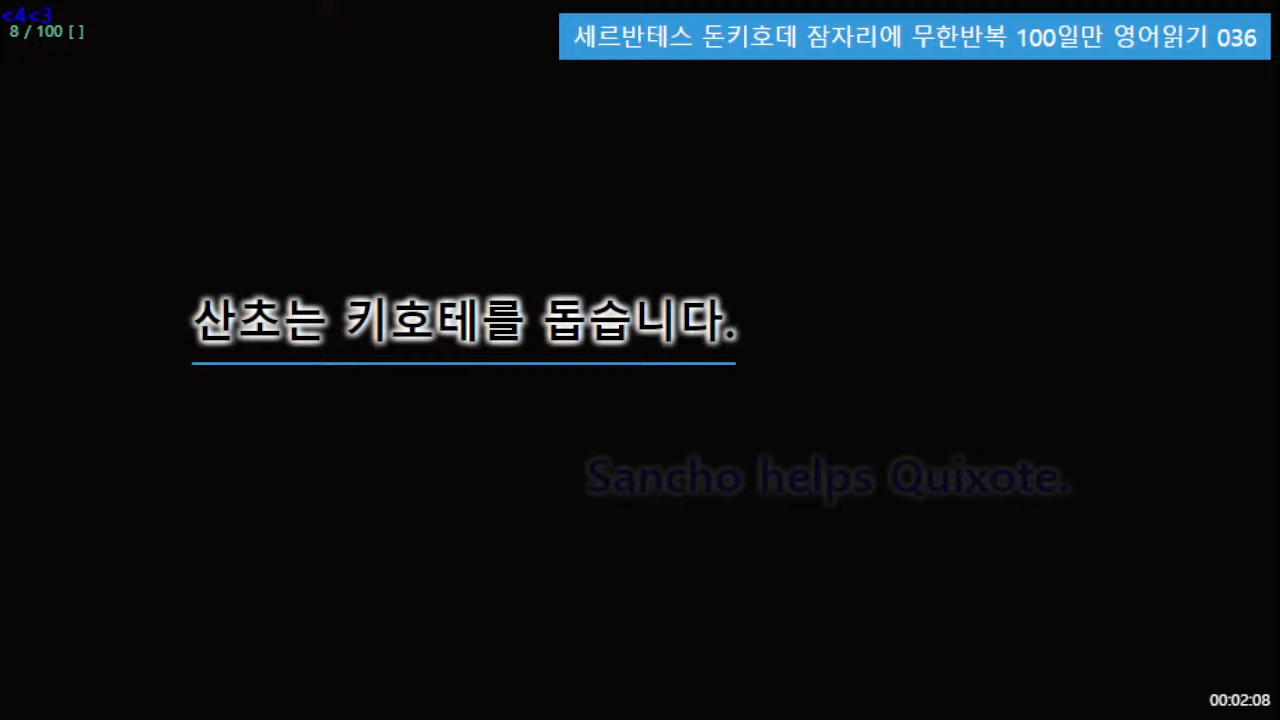 <4<3
8 / 100 [ ]
세르반테스 돈키호데 잠자리에 무한반복 100일만 영어읽기 036
산초는 키호테를 돕습니다.
Sancho helps Quixote.
00:02:08